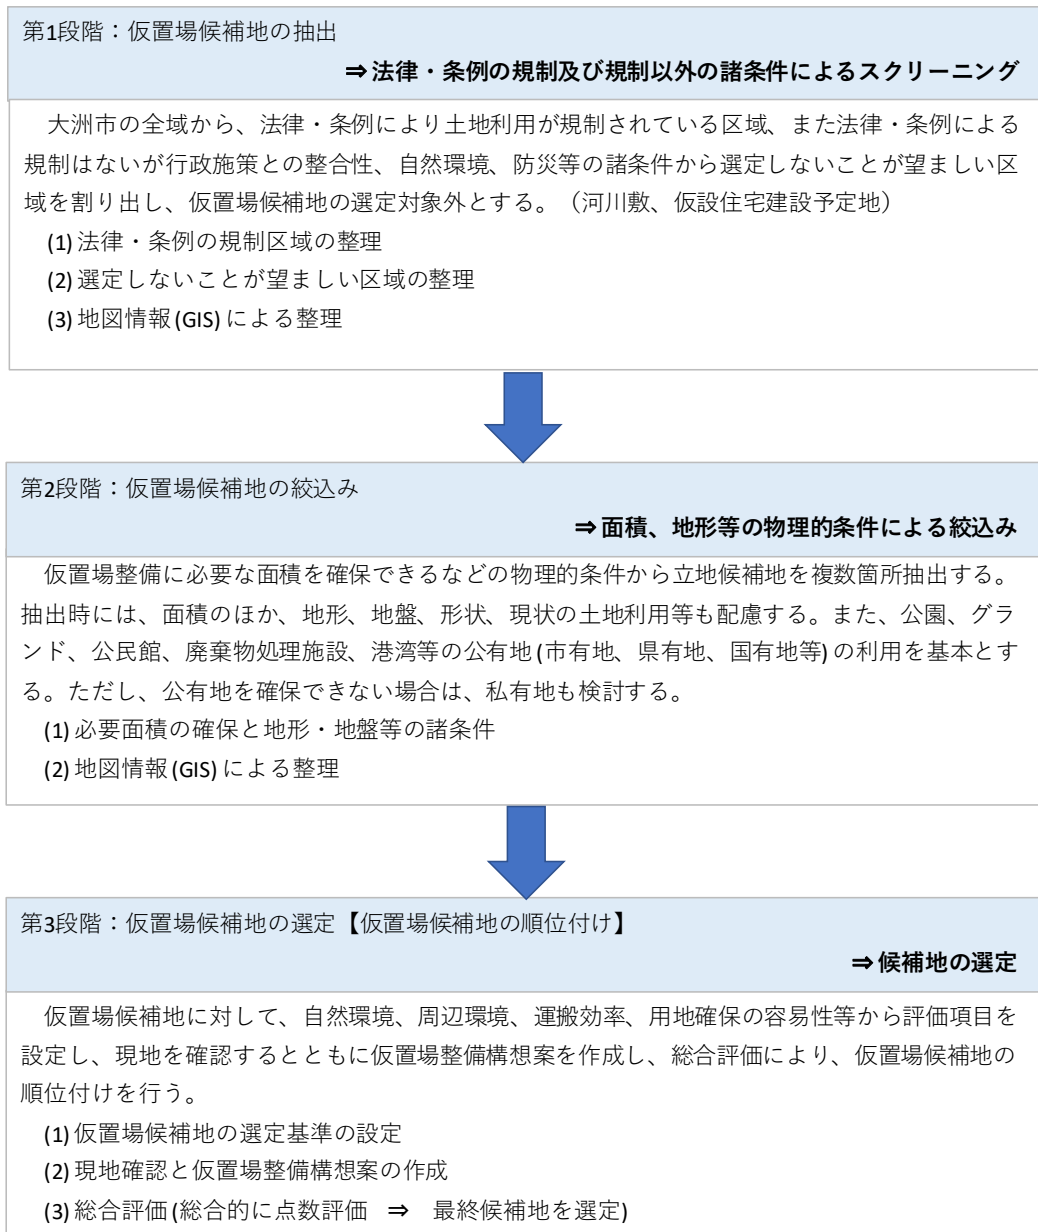 第1段階：仮置場候補地の抽出
⇒法律・条例の規制及び規制以外の諸条件によるスクリーニング
大洲市の全域から、法律・条例により土地利用が規制されている区域、また法律・条例による
規制はないが行政施策との整合性、自然環境、防災等の諸条件から選定しないことが望ましい区
域を割り出し、仮置場候補地の選定対象外とする。（河川敷、仮設住宅建設予定地）
(1)法律・条例の規制区域の整理
(2)選定しないことが望ましい区域の整理
(3)地図情報(GIS)による整理
第2段階：仮置場候補地の絞込み
⇒面積、地形等の物理的条件による絞込み
仮置場整備に必要な面積を確保できるなどの物理的条件から立地候補地を複数箇所抽出する。
抽出時には、面積のほか、地形、地盤、形状、現状の土地利用等も配慮する。また、公園、グラ
ンド、公民館、廃棄物処理施設、港湾等の公有地(市有地、県有地、国有地等)の利用を基本とす
る。ただし、公有地を確保できない場合は、私有地も検討する。
(1)必要面積の確保と地形・地盤等の諸条件
(2)地図情報(GIS)による整理
第3段階：仮置場候補地の選定【仮置場候補地の順位付け】
⇒候補地の選定
仮置場候補地に対して、自然環境、周辺環境、運搬効率、用地確保の容易性等から評価項目を
設定し、現地を確認するとともに仮置場整備構想案を作成し、総合評価により、仮置場候補地の
順位付けを行う。
(1)仮置場候補地の選定基準の設定
(2)現地確認と仮置場整備構想案の作成
(3)総合評価(総合的に点数評価　⇒　最終候補地を選定)